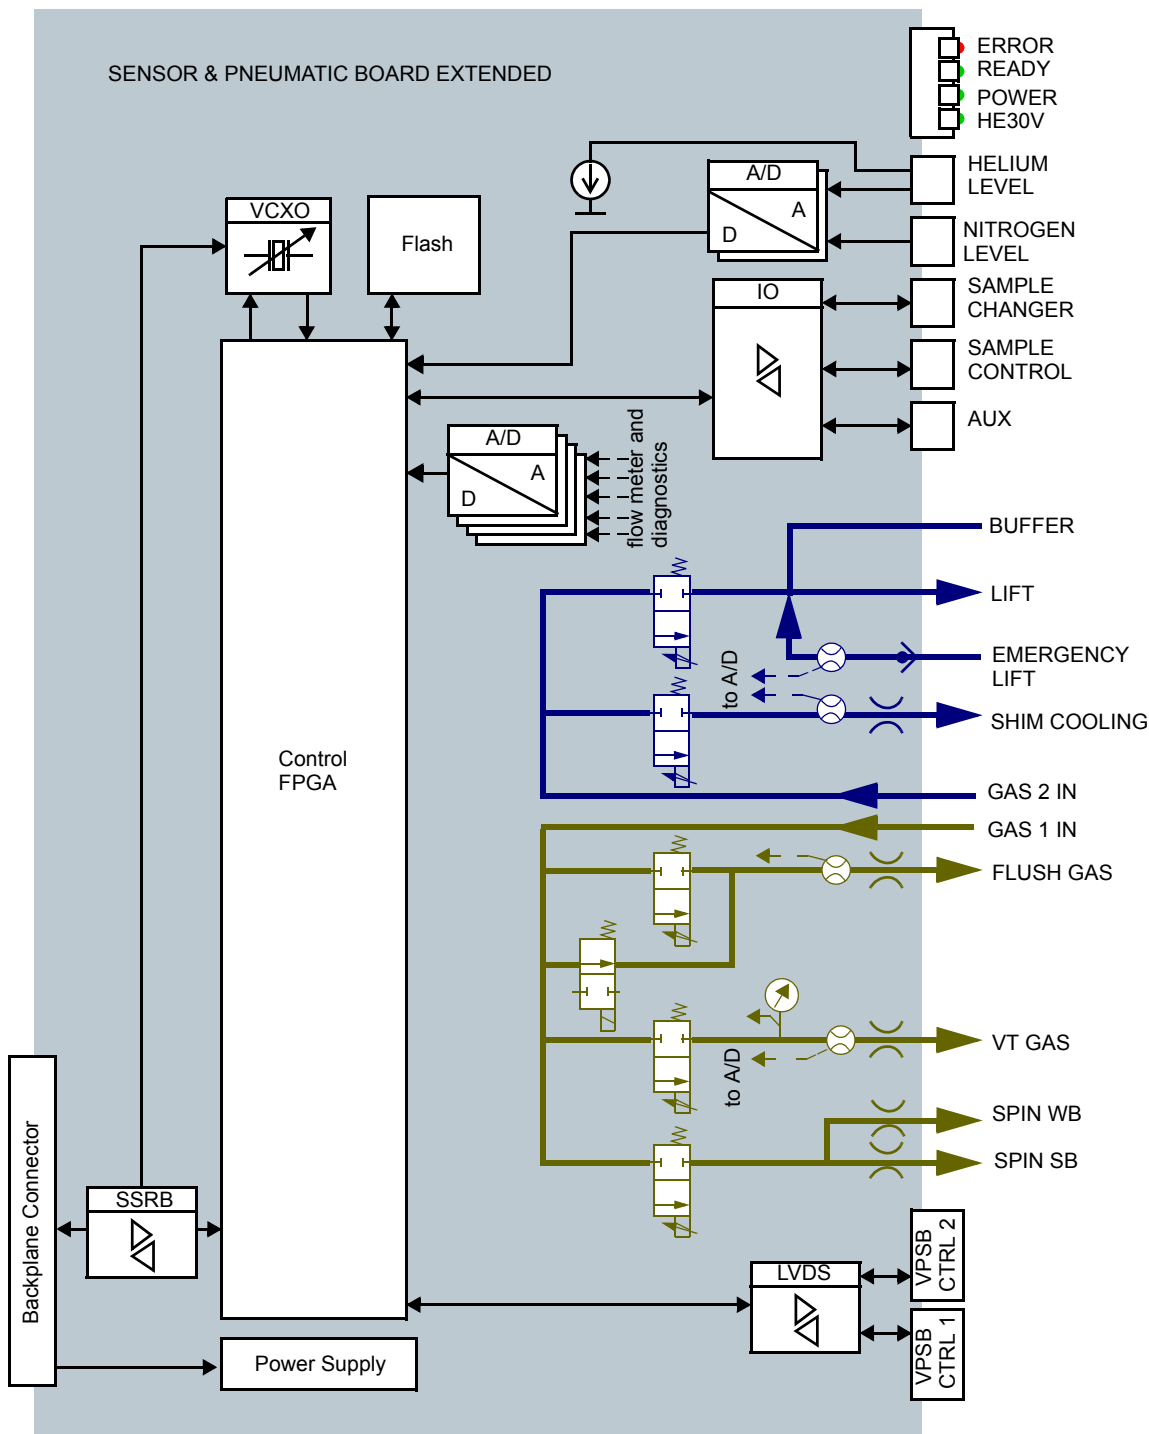 SENSOR & PNEUMATIC BOARD EXTENDED
ERROR
READY
POWER
HE30V
HELIUM
LEVEL
NITROGEN
LEVEL
SAMPLE
CHANGER
SAMPLE
CONTROL
AUX
A/D
A
D
VCXO
Flash
IO
A/D
A
D
flow meter and
diagnostics
BUFFER
LIFT
EMERGENCY
LIFT
to A/D
SHIM COOLING
Control
FPGA
GAS 2 IN
GAS 1 IN
FLUSH GAS
VT GAS
to A/D
SPIN WB
SPIN SB
Backplane Connector
SSRB
LVDS
VPSB
CTRL 2
VPSB
CTRL 1
Power Supply